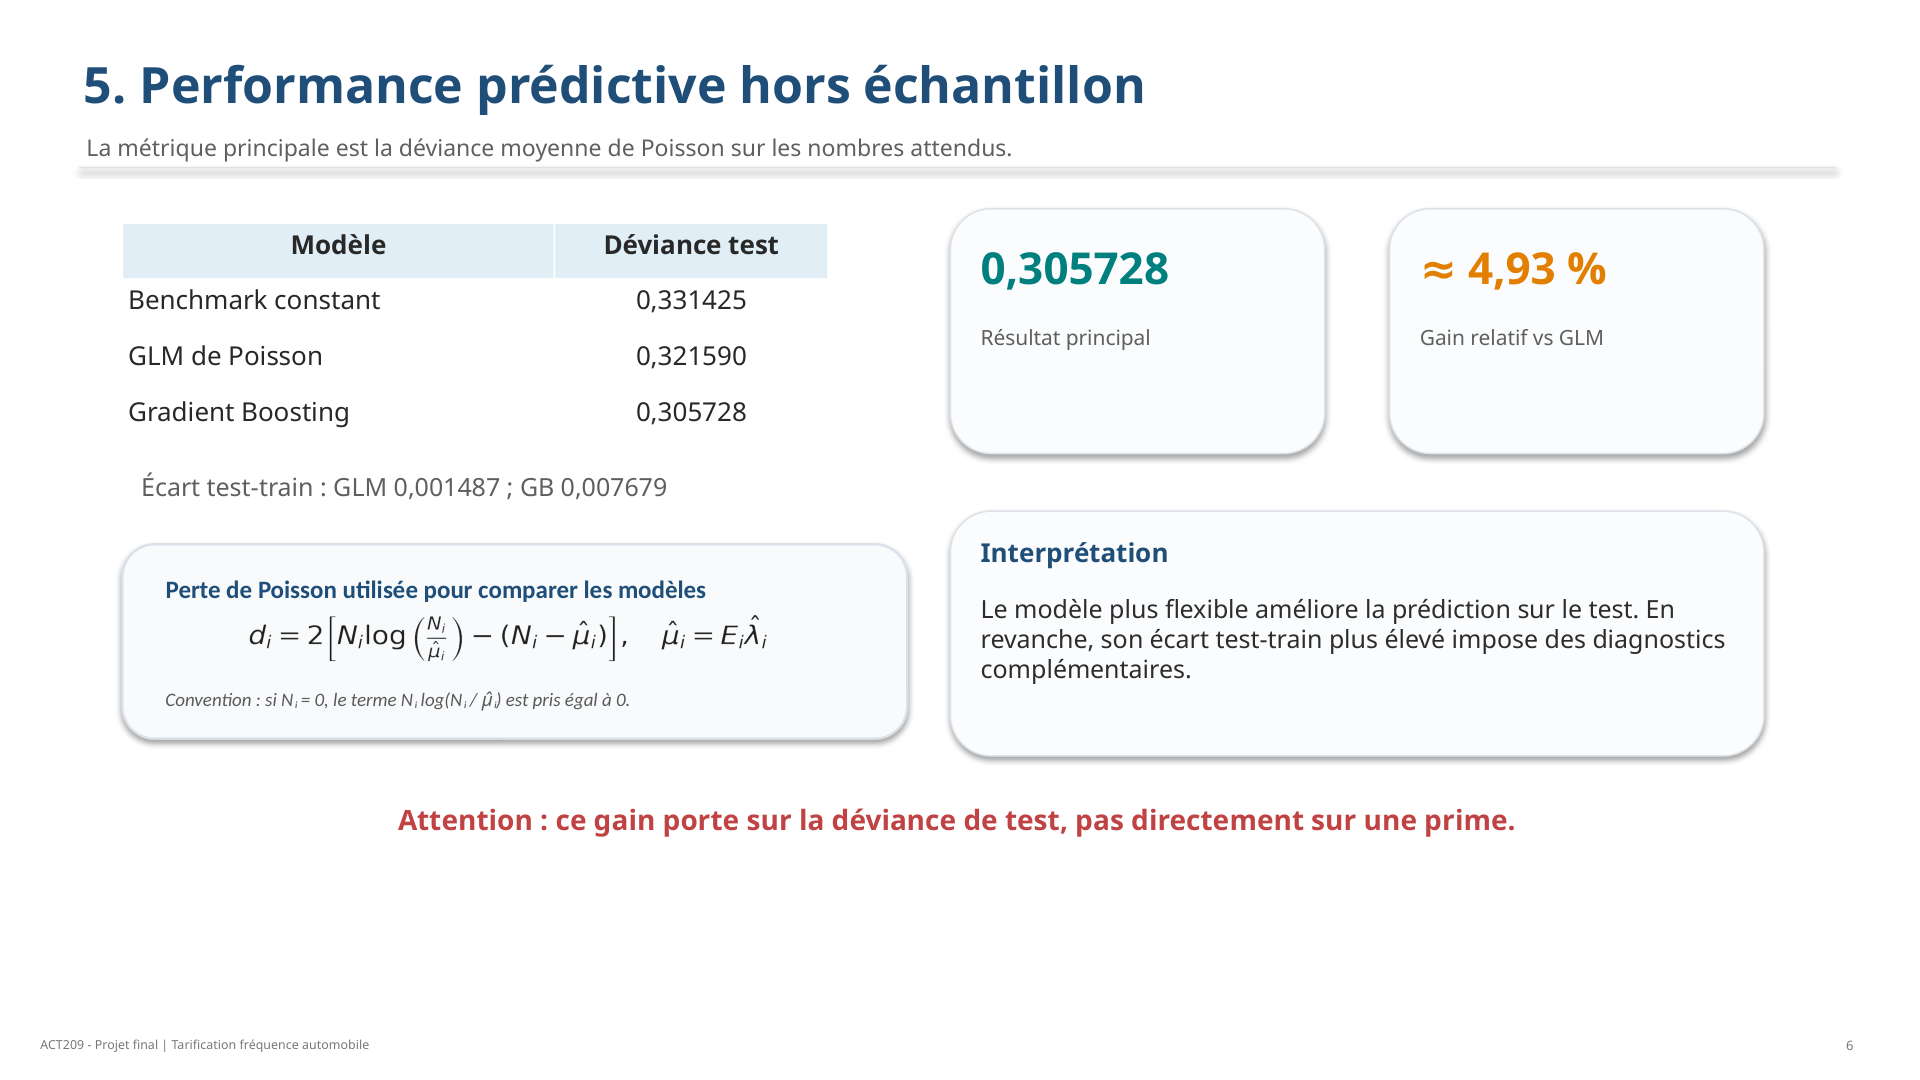 5. Performance prédictive hors échantillon
La métrique principale est la déviance moyenne de Poisson sur les nombres attendus.
Modèle Déviance test
Benchmark constant 0,331425
GLM de Poisson 0,321590
Gradient Boosting 0,305728
Écart test-train : GLM 0,001487 ; GB 0,007679
Perte de Poisson utilisée pour comparer les modèles
d_i = 2[N_i log(N_i/μ̂_i) − (N_i − μ̂_i)],   μ̂_i = E_i λ̂_i
Convention : si Nᵢ = 0, le terme Nᵢ log(Nᵢ / μ̂ᵢ) est pris égal à 0.
0,305728
Résultat principal
≈ 4,93 %
Gain relatif vs GLM
Interprétation
Le modèle plus flexible améliore la prédiction sur le test. En
revanche, son écart test-train plus élevé impose des diagnostics
complémentaires.
Attention : ce gain porte sur la déviance de test, pas directement sur une prime.
ACT209 - Projet final | Tarification fréquence automobile
6